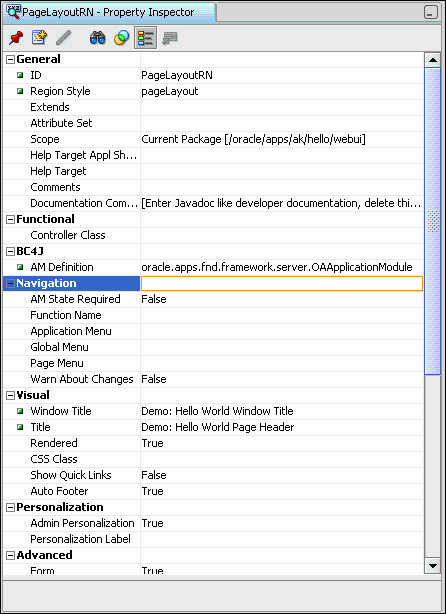 PageLayoutRN - Property Inspector
General
ID PageLayoutRN
Region Style pageLayout
Extends
Attribute Set
Scope Current Package [/oracle/apps/ak/hello/webui]
Help Target Appl Sh...
Help Target
Comments
Documentation Com... [Enter Javadoc like developer documentation, delete thi...
Functional
Controller Class
BC4J
AM Definition oracle.apps.fnd.framework.server.OAApplicationModule
Navigation
AM State Required False
Function Name
Application Menu
Global Menu
Page Menu
Warn About Changes False
Visual
Window Title Demo: Hello World Window Title
Title Demo: Hello World Page Header
Rendered True
CSS Class
Show Quick Links False
Auto Footer True
Personalization
Admin Personalization True
Personalization Label
Advanced
Form True